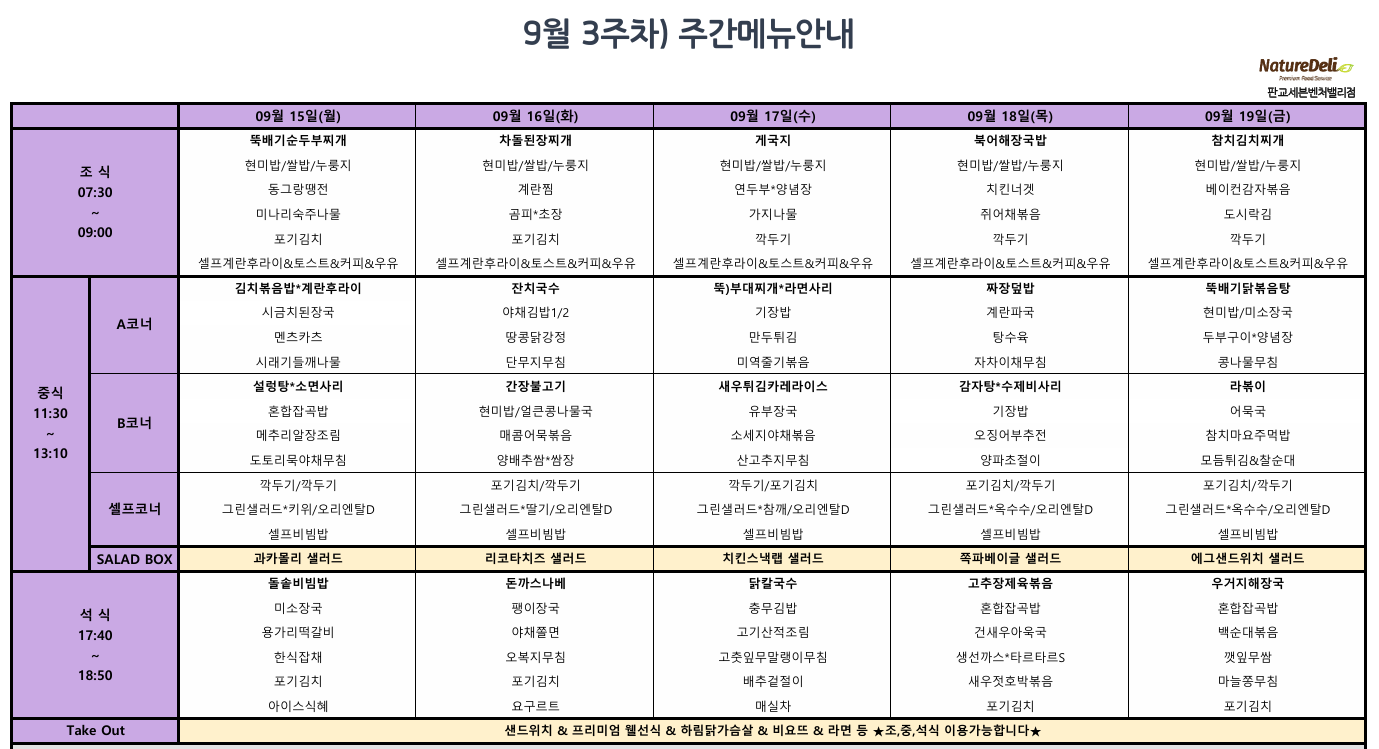 9월 3주차) 주간메뉴안내
NatureDeli
Premium Food Service
판교세븐벤처밸리점
09월 15일(월) 09월 16일(화) 09월 17일(수) 09월 18일(목) 09월 19일(금)
조 식
07:30
~
09:00
뚝배기순두부찌개 차돌된장찌개 게국지 북어해장국밥 참치김치찌개
현미밥/쌀밥/누룽지 현미밥/쌀밥/누룽지 현미밥/쌀밥/누룽지 현미밥/쌀밥/누룽지 현미밥/쌀밥/누룽지
동그랑땡전 계란찜 연두부*양념장 치킨너겟 베이컨감자볶음
미나리숙주나물 곰피*초장 가지나물 쥐어채볶음 도시락김
포기김치 포기김치 깍두기 깍두기 깍두기
셀프계란후라이&토스트&커피&우유 셀프계란후라이&토스트&커피&우유 셀프계란후라이&토스트&커피&우유 셀프계란후라이&토스트&커피&우유 셀프계란후라이&토스트&커피&우유
중식
11:30
~
13:10
A코너
김치볶음밥*계란후라이 잔치국수 뚝)부대찌개*라면사리 짜장덮밥 뚝배기닭볶음탕
시금치된장국 야채김밥1/2 기장밥 계란파국 현미밥/미소장국
멘츠카츠 땅콩닭강정 만두튀김 탕수육 두부구이*양념장
시래기들깨나물 단무지무침 미역줄기볶음 자차이채무침 콩나물무침
B코너
설렁탕*소면사리 간장불고기 새우튀김카레라이스 감자탕*수제비사리 라볶이
혼합잡곡밥 현미밥/얼큰콩나물국 유부장국 기장밥 어묵국
메추리알장조림 매콤어묵볶음 소세지야채볶음 오징어부추전 참치마요주먹밥
도토리묵야채무침 양배추쌈*쌈장 산고추지무침 양파초절이 모듬튀김&찰순대
셀프코너
깍두기/깍두기 포기김치/깍두기 깍두기/포기김치 포기김치/깍두기 포기김치/깍두기
그린샐러드*키위/오리엔탈D 그린샐러드*딸기/오리엔탈D 그린샐러드*참깨/오리엔탈D 그린샐러드*옥수수/오리엔탈D 그린샐러드*옥수수/오리엔탈D
셀프비빔밥 셀프비빔밥 셀프비빔밥 셀프비빔밥 셀프비빔밥
SALAD BOX 과카몰리 샐러드 리코타치즈 샐러드 치킨스낵랩 샐러드 쪽파베이글 샐러드 에그샌드위치 샐러드
석 식
17:40
~
18:50
돌솥비빔밥 돈까스나베 닭칼국수 고추장제육볶음 우거지해장국
미소장국 팽이장국 충무김밥 혼합잡곡밥 혼합잡곡밥
용가리떡갈비 야채쫄면 고기산적조림 건새우아욱국 백순대볶음
한식잡채 오복지무침 고춧잎무말랭이무침 생선까스*타르타르S 깻잎무쌈
포기김치 포기김치 배추겉절이 새우젓호박볶음 마늘쫑무침
아이스식혜 요구르트 매실차 포기김치 포기김치
Take Out 샌드위치 & 프리미엄 웰선식 & 하림닭가슴살 & 비요뜨 & 라면 등 ★조,중,석식 이용가능합니다★